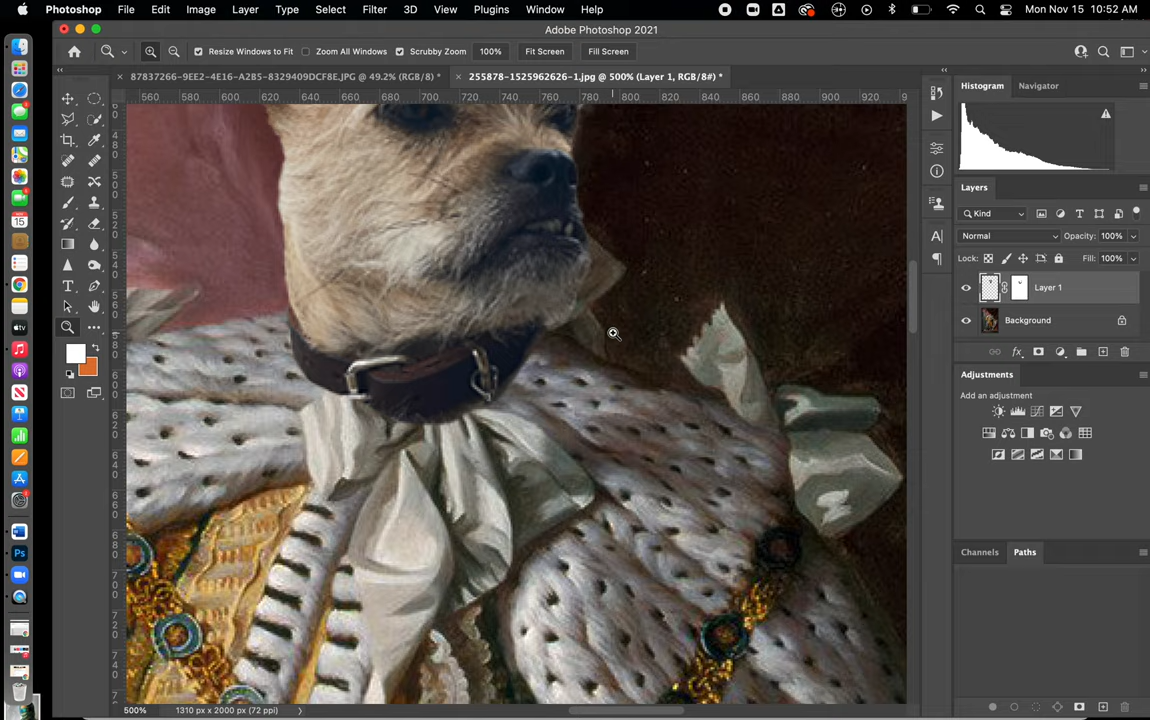 Photoshop File Edit Image Layer Type Select Filter 3D View Plugins Window Help Mon Nov 15 10:52 AM
Adobe Photoshop 2021
Resize Windows to Fit Zoom All Windows Scrubby Zoom 100% Fit Screen Fill Screen
87837266-9EE2-4E16-A2B5-8329409DCF8E.JPG @ 49.2% (RGB/8) * 255878-1525962626-1.jpg @ 500% (Layer 1, RGB/8#) *
Histogram Navigator
560 580 600 620 640 660 680 700 720 740 760 780 800 820 840 860 880 900 920 9
Layers
Kind
Normal Opacity: 100%
Lock: Fill: 100%
Layer 1
Background
fx
Adjustments
Add an adjustment
Channels Paths
500% 1310 px x 2000 px (72 ppi)